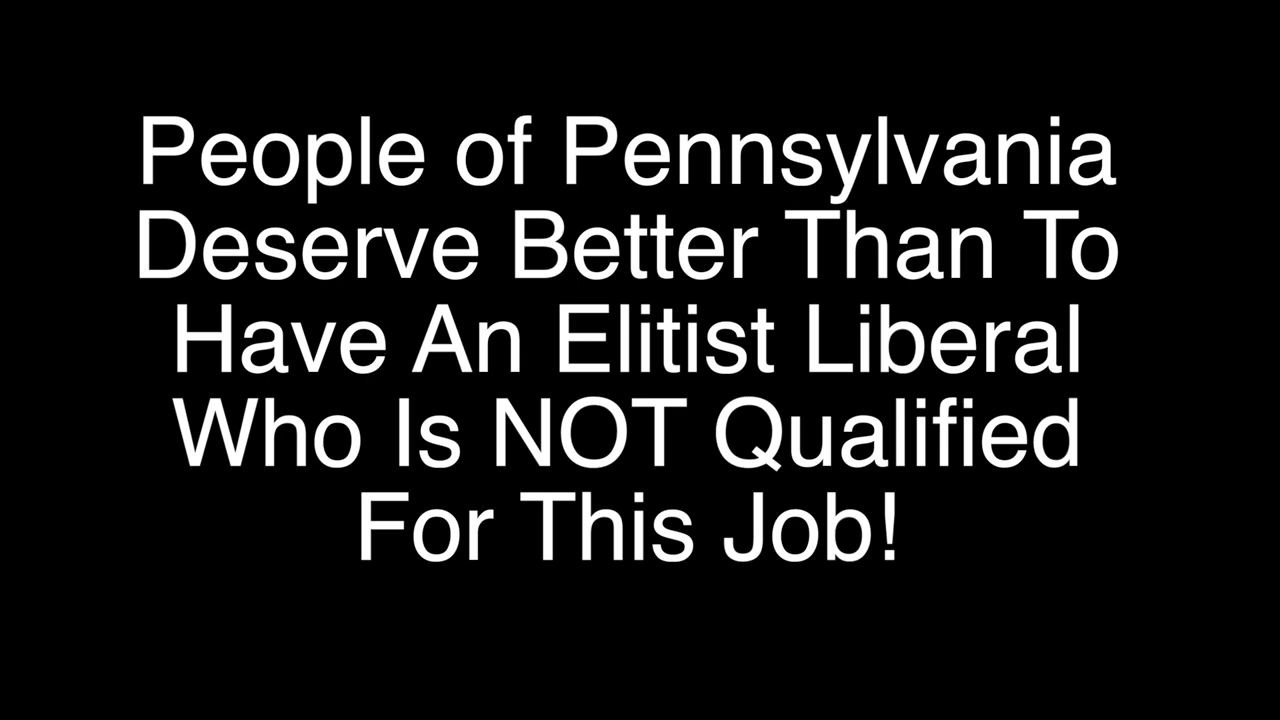 People of Pennsylvania
Deserve Better Than To
Have An Elitist Liberal
Who Is NOT Qualified
For This Job!